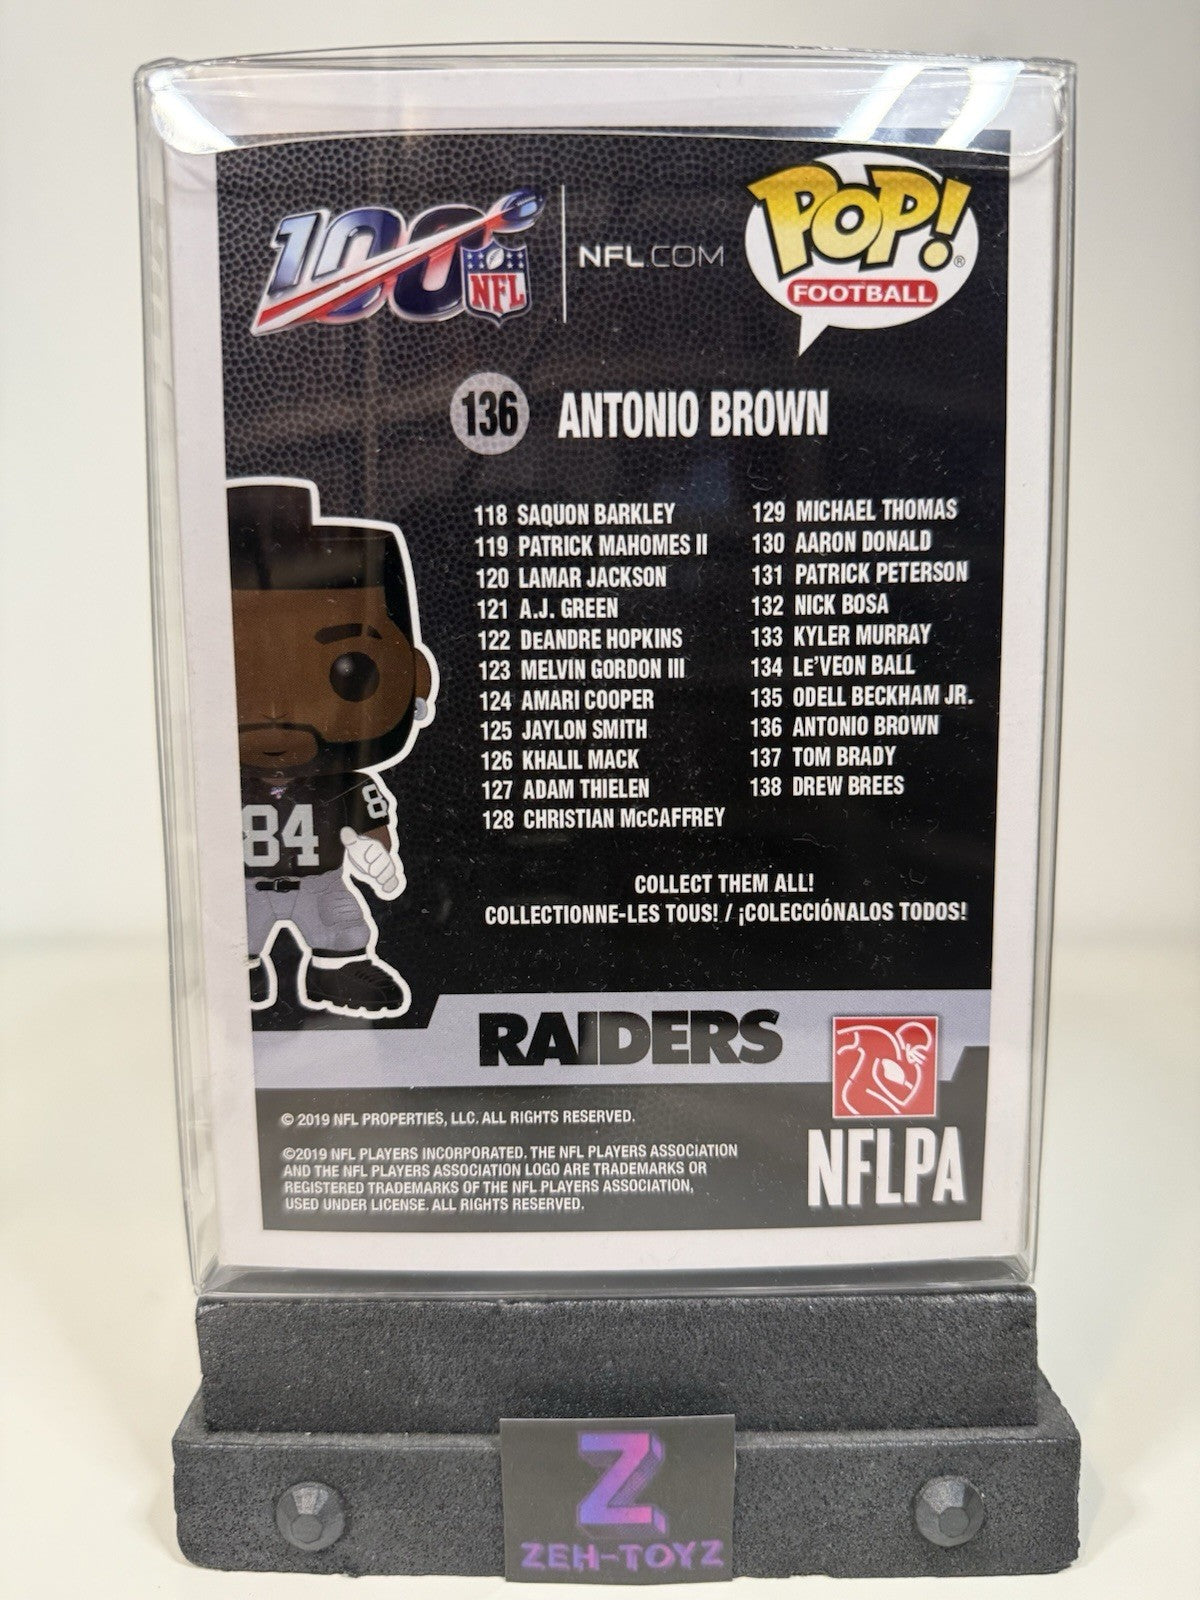 100 NFL
NFL.COM
POP!®
FOOTBALL
136 ANTONIO BROWN
118 SAQUON BARKLEY
119 PATRICK MAHOMES II
120 LAMAR JACKSON
121 A.J. GREEN
122 DEANDRE HOPKINS
123 MELVIN GORDON III
124 AMARI COOPER
125 JAYLON SMITH
126 KHALIL MACK
127 ADAM THIELEN
128 CHRISTIAN McCAFFREY
129 MICHAEL THOMAS
130 AARON DONALD
131 PATRICK PETERSON
132 NICK BOSA
133 KYLER MURRAY
134 LE'VEON BALL
135 ODELL BECKHAM JR.
136 ANTONIO BROWN
137 TOM BRADY
138 DREW BREES
COLLECT THEM ALL!
COLLECTIONNE-LES TOUS! / ¡COLECCIÓNALOS TODOS!
84
8
RAIDERS
© 2019 NFL PROPERTIES, LLC. ALL RIGHTS RESERVED.
©2019 NFL PLAYERS INCORPORATED. THE NFL PLAYERS ASSOCIATION
AND THE NFL PLAYERS ASSOCIATION LOGO ARE TRADEMARKS OR
REGISTERED TRADEMARKS OF THE NFL PLAYERS ASSOCIATION,
USED UNDER LICENSE. ALL RIGHTS RESERVED.
NFLPA
Z
ZEH-TOYZ